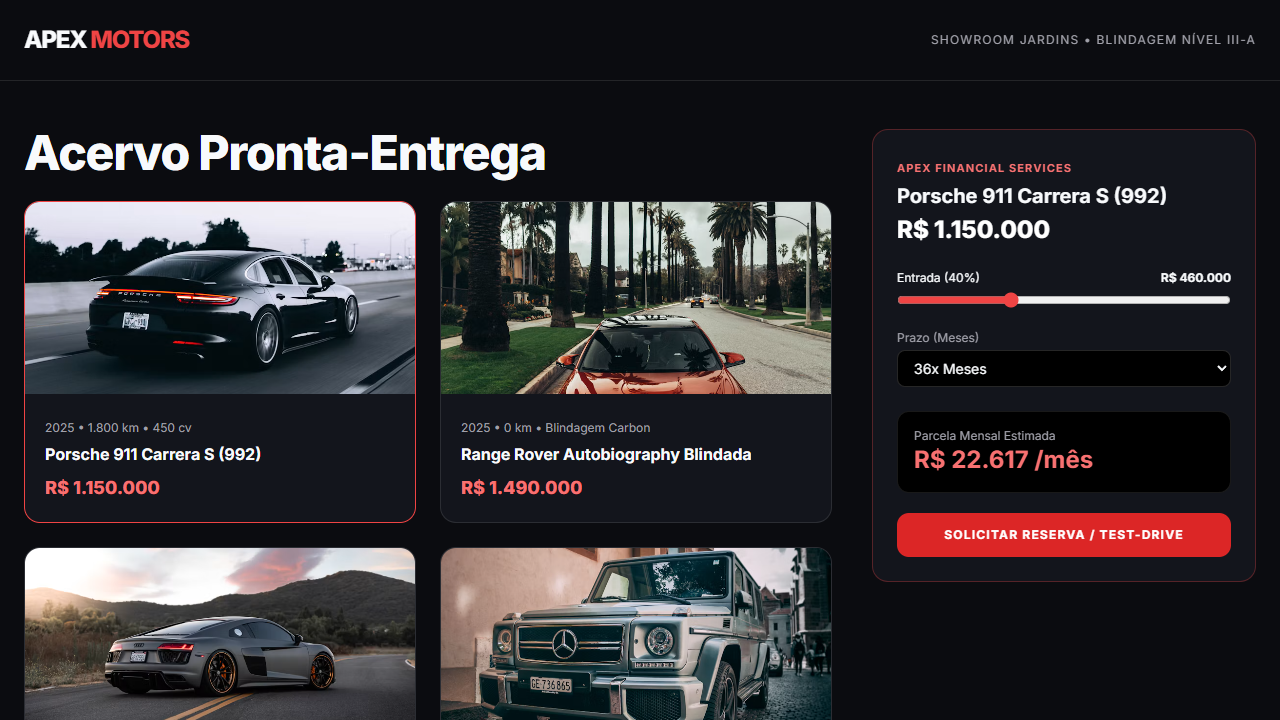 APEX MOTORS
SHOWROOM JARDINS • BLINDAGEM NÍVEL III-A
Acervo Pronta-Entrega
PORSCHE
2025 • 1.800 km • 450 cv
Porsche 911 Carrera S (992)
R$ 1.150.000
2025 • 0 km • Blindagem Carbon
Range Rover Autobiography Blindada
R$ 1.490.000
GE 736865
APEX FINANCIAL SERVICES
Porsche 911 Carrera S (992)
R$ 1.150.000
Entrada (40%)
R$ 460.000
Prazo (Meses)
36x Meses
Parcela Mensal Estimada
R$ 22.617 /mês
SOLICITAR RESERVA / TEST-DRIVE